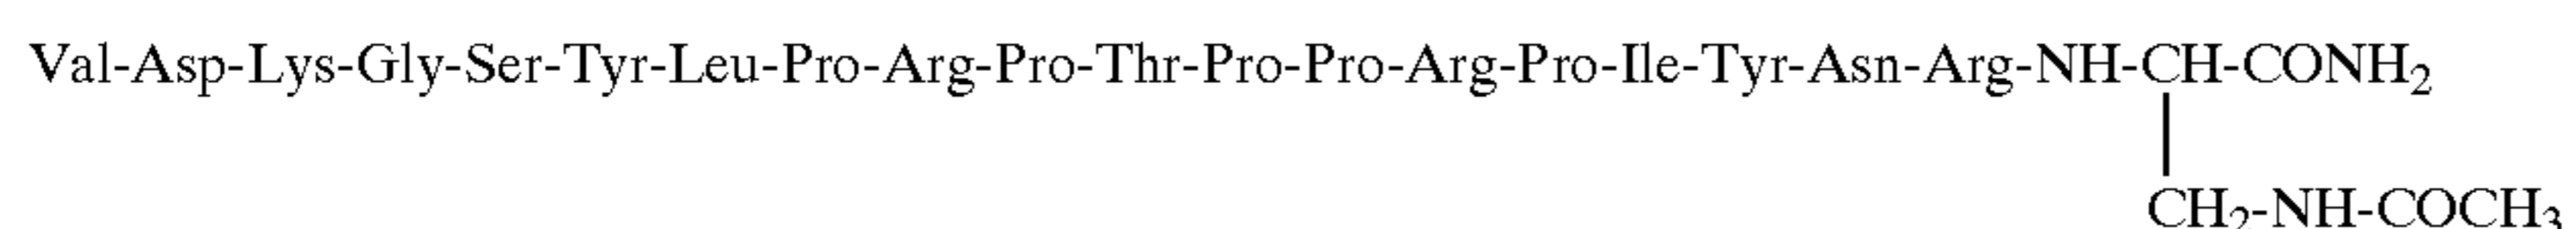 Val-Asp-Lys-Gly-Ser-Tyr-Leu-Pro-Arg-Pro-Thr-Pro-Pro-Arg-Pro-Ile-Tyr-Asn-Arg-NH-CH-CONH₂
CH₂-NH-COCH₃